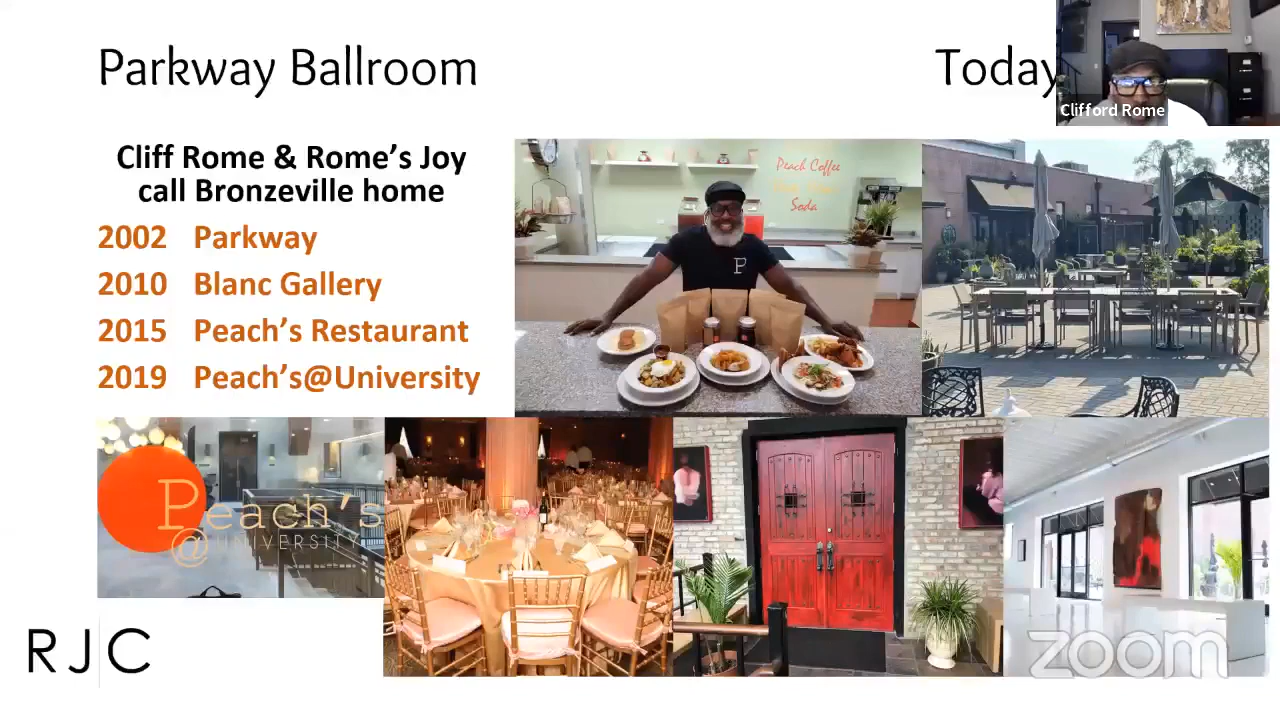 Parkway Ballroom
Today
Clifford Rome
Cliff Rome & Rome's Joy
call Bronzeville home
2002 Parkway
2010 Blanc Gallery
2015 Peach's Restaurant
2019 Peach's@University
Peach Coffee
Soda
P
Peach's
@UNIVERSITY
RJC
zoom